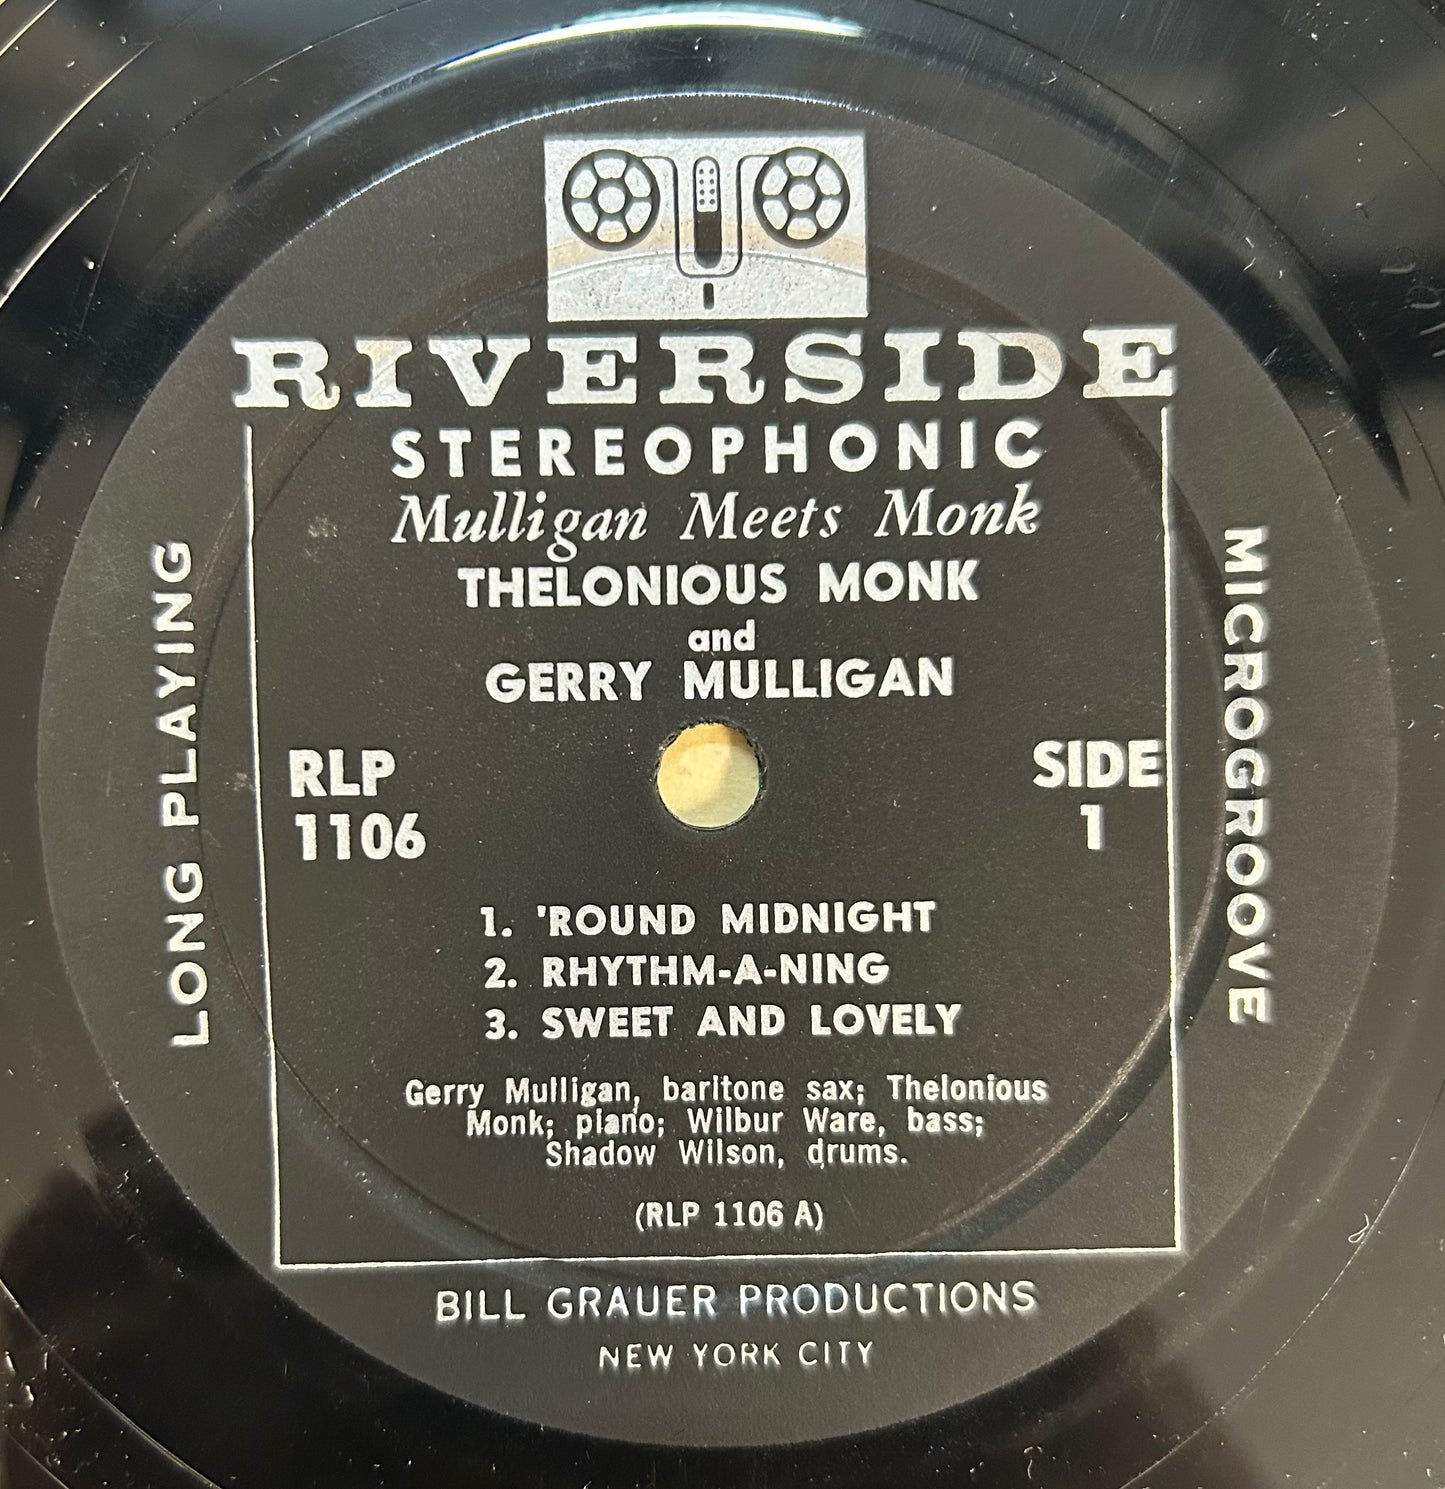 RIVERSIDE
STEREOPHONIC
Mulligan Meets Monk
THELONIOUS MONK
and
GERRY MULLIGAN
LONG PLAYING
MICROGROOVE
RLP
1106
SIDE
1
1. 'ROUND MIDNIGHT
2. RHYTHM-A-NING
3. SWEET AND LOVELY
Gerry Mulligan, baritone sax; Thelonious
Monk; piano; Wilbur Ware, bass;
Shadow Wilson, drums.
(RLP 1106 A)
BILL GRAUER PRODUCTIONS
NEW YORK CITY